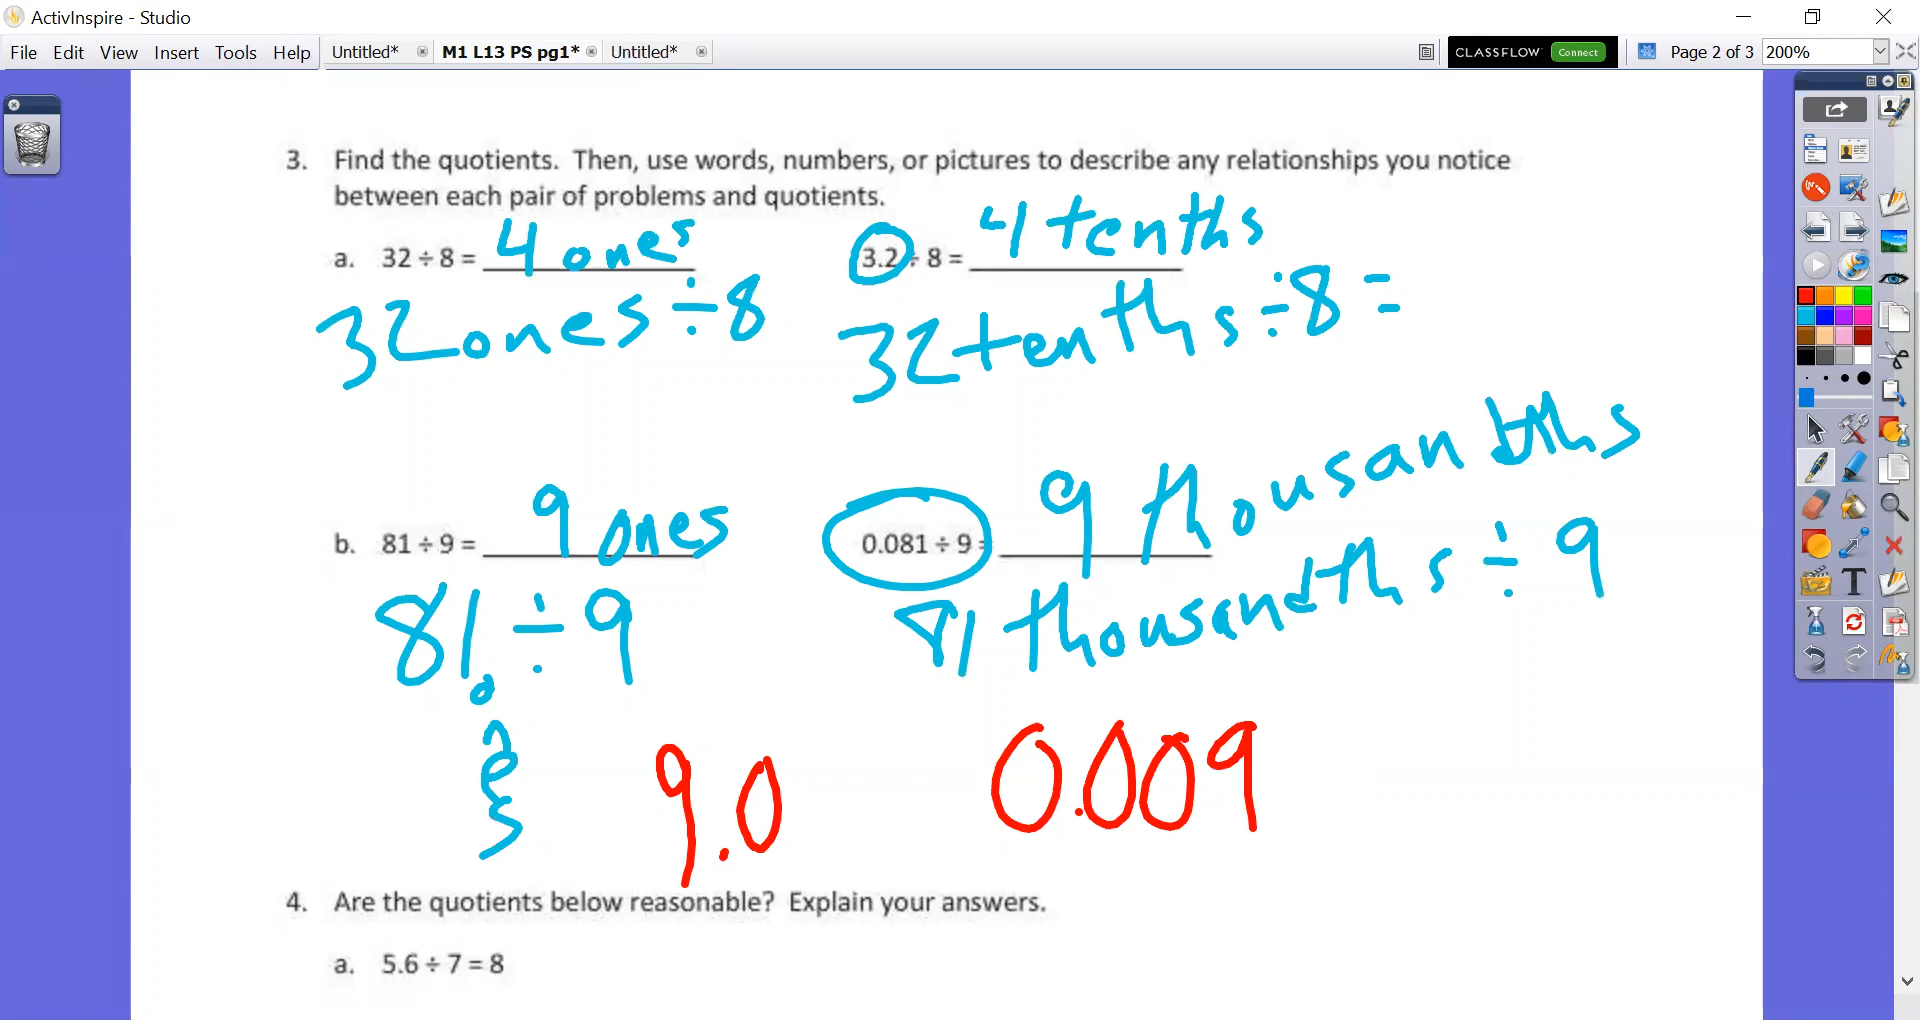 ActivInspire - Studio
File Edit View Insert Tools Help
Untitled* M1 L13 PS pg1* Untitled*
CLASSFLOW Connect
Page 2 of 3 200%
3. Find the quotients. Then, use words, numbers, or pictures to describe any relationships you notice
between each pair of problems and quotients.
a. 32 ÷ 8 = 4 ones 3.2 ÷ 8 = 4 tenths
32 ones ÷ 8 32 tenths ÷ 8 =
b. 81 ÷ 9 = 9 ones 0.081 ÷ 9 = 9 thousandths
81 ÷ 9 81 thousandths ÷ 9
ones
9.0 0.009
4. Are the quotients below reasonable? Explain your answers.
a. 5.6 ÷ 7 = 8